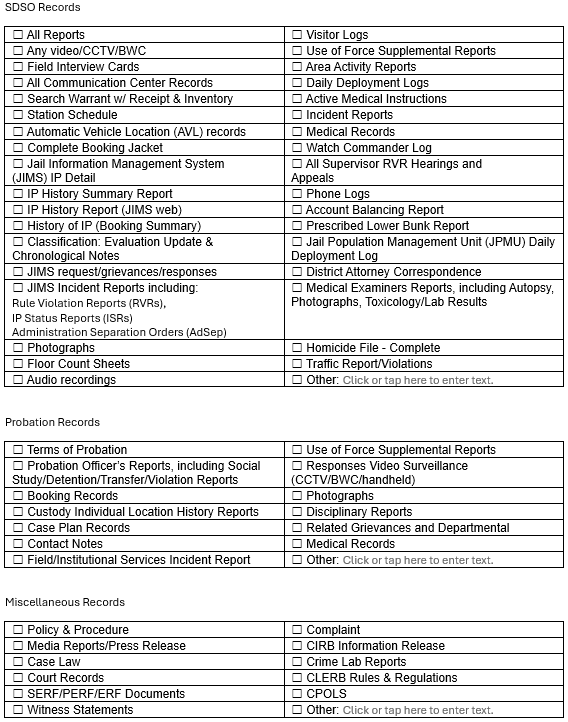 SDSO Records
☐ All Reports
☐ Visitor Logs
☐ Any video/CCTV/BWC
☐ Use of Force Supplemental Reports
☐ Field Interview Cards
☐ Area Activity Reports
☐ All Communication Center Records
☐ Daily Deployment Logs
☐ Search Warrant w/ Receipt & Inventory
☐ Active Medical Instructions
☐ Station Schedule
☐ Incident Reports
☐ Automatic Vehicle Location (AVL) records
☐ Medical Records
☐ Complete Booking Jacket
☐ Watch Commander Log
☐ Jail Information Management System
(JIMS) IP Detail
☐ All Supervisor RVR Hearings and
Appeals
☐ IP History Summary Report
☐ Phone Logs
☐ IP History Report (JIMS web)
☐ Account Balancing Report
☐ History of IP (Booking Summary)
☐ Prescribed Lower Bunk Report
☐ Classification: Evaluation Update &
Chronological Notes
☐ Jail Population Management Unit (JPMU) Daily
Deployment Log
☐ JIMS request/grievances/responses
☐ District Attorney Correspondence
☐ JIMS Incident Reports including:
Rule Violation Reports (RVRs),
IP Status Reports (ISRs)
Administration Separation Orders (AdSep)
☐ Medical Examiners Reports, including Autopsy,
Photographs, Toxicology/Lab Results
☐ Photographs
☐ Homicide File - Complete
☐ Floor Count Sheets
☐ Traffic Report/Violations
☐ Audio recordings
☐ Other: Click or tap here to enter text.
Probation Records
☐ Terms of Probation
☐ Use of Force Supplemental Reports
☐ Probation Officer's Reports, including Social
Study/Detention/Transfer/Violation Reports
☐ Responses Video Surveillance
(CCTV/BWC/handheld)
☐ Booking Records
☐ Photographs
☐ Custody Individual Location History Reports
☐ Disciplinary Reports
☐ Case Plan Records
☐ Related Grievances and Departmental
☐ Contact Notes
☐ Medical Records
☐ Field/Institutional Services Incident Report
☐ Other: Click or tap here to enter text.
Miscellaneous Records
☐ Policy & Procedure
☐ Complaint
☐ Media Reports/Press Release
☐ CIRB Information Release
☐ Case Law
☐ Crime Lab Reports
☐ Court Records
☐ CLERB Rules & Regulations
☐ SERF/PERF/ERF Documents
☐ CPOLS
☐ Witness Statements
☐ Other: Click or tap here to enter text.